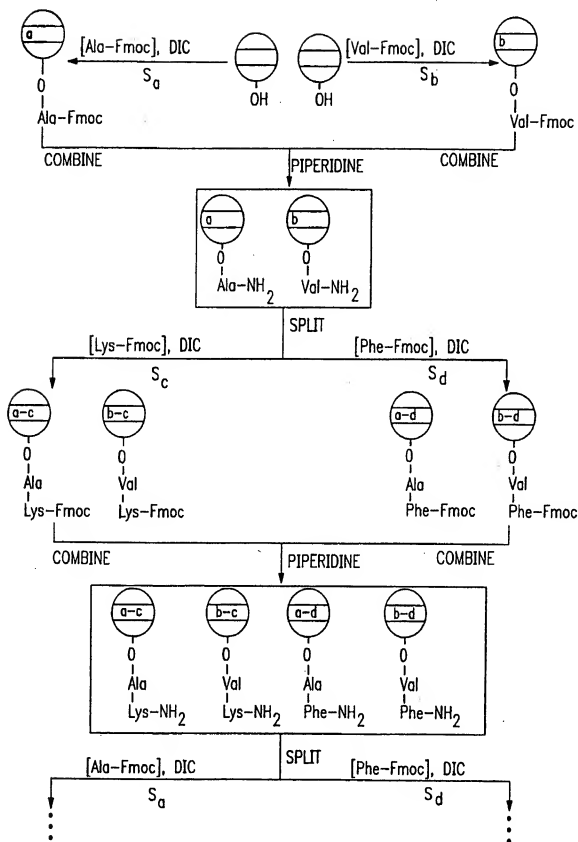 a
b
[Ala-Fmoc], DIC
[Val-Fmoc], DIC
Sa
Sb
O
OH
OH
O
Ala-Fmoc
Val-Fmoc
COMBINE
PIPERIDINE
COMBINE
a
b
O
O
Ala-NH2
Val-NH2
SPLIT
[Lys-Fmoc], DIC
[Phe-Fmoc], DIC
Sc
Sd
a-c
b-c
a-d
b-d
O
O
O
O
Ala
Val
Ala
Val
Lys-Fmoc
Lys-Fmoc
Phe-Fmoc
Phe-Fmoc
COMBINE
PIPERIDINE
COMBINE
a-c
b-c
a-d
b-d
O
O
O
O
Ala
Val
Ala
Val
Lys-NH2
Lys-NH2
Phe-NH2
Phe-NH2
SPLIT
[Ala-Fmoc], DIC
[Phe-Fmoc], DIC
Sa
Sd